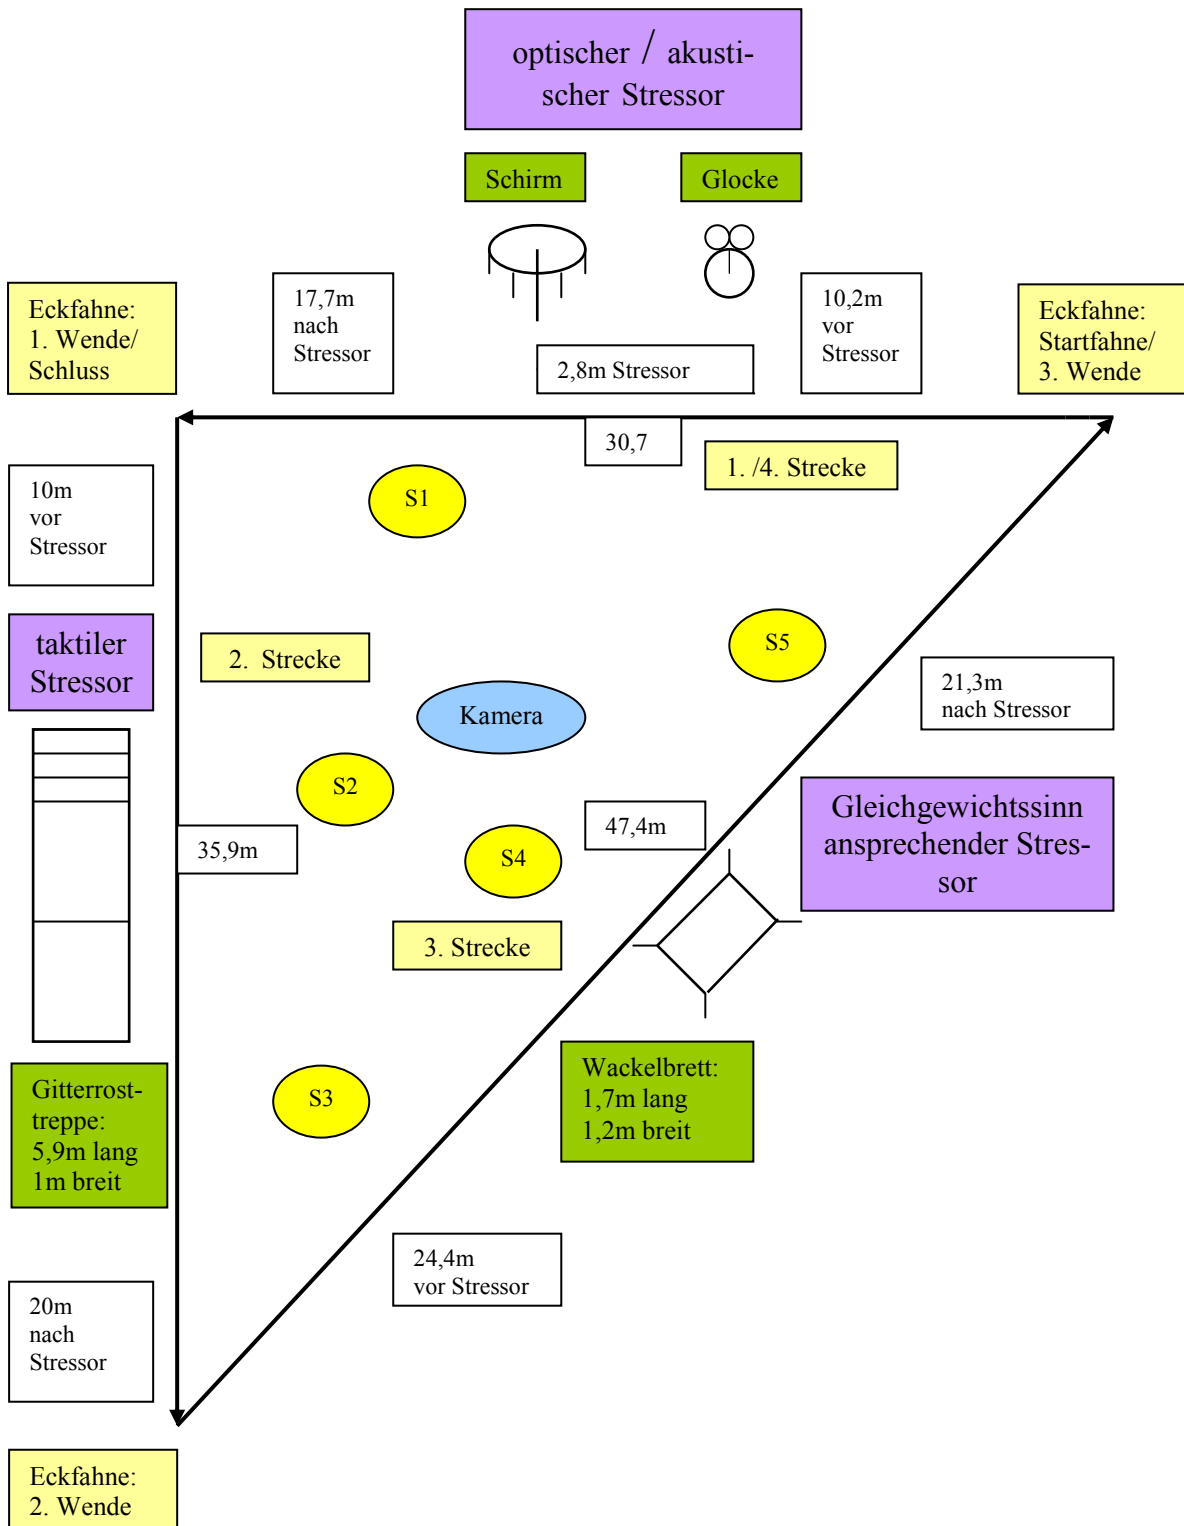 optischer / akusti-
scher Stressor
Schirm
Glocke
Eckfahne:
1. Wende/
Schluss
17,7m
nach
Stressor
2,8m Stressor
10,2m
vor
Stressor
Eckfahne:
Startfahne/
3. Wende
30,7
1. /4. Strecke
S1
10m
vor
Stressor
taktiler
Stressor
2. Strecke
S5
21,3m
nach Stressor
Kamera
S2
35,9m
S4
47,4m
Gleichgewichtssinn
ansprechender Stres-
sor
3. Strecke
Gitterrost-
treppe:
5,9m lang
1m breit
S3
Wackelbrett:
1,7m lang
1,2m breit
24,4m
vor Stressor
20m
nach
Stressor
Eckfahne:
2. Wende